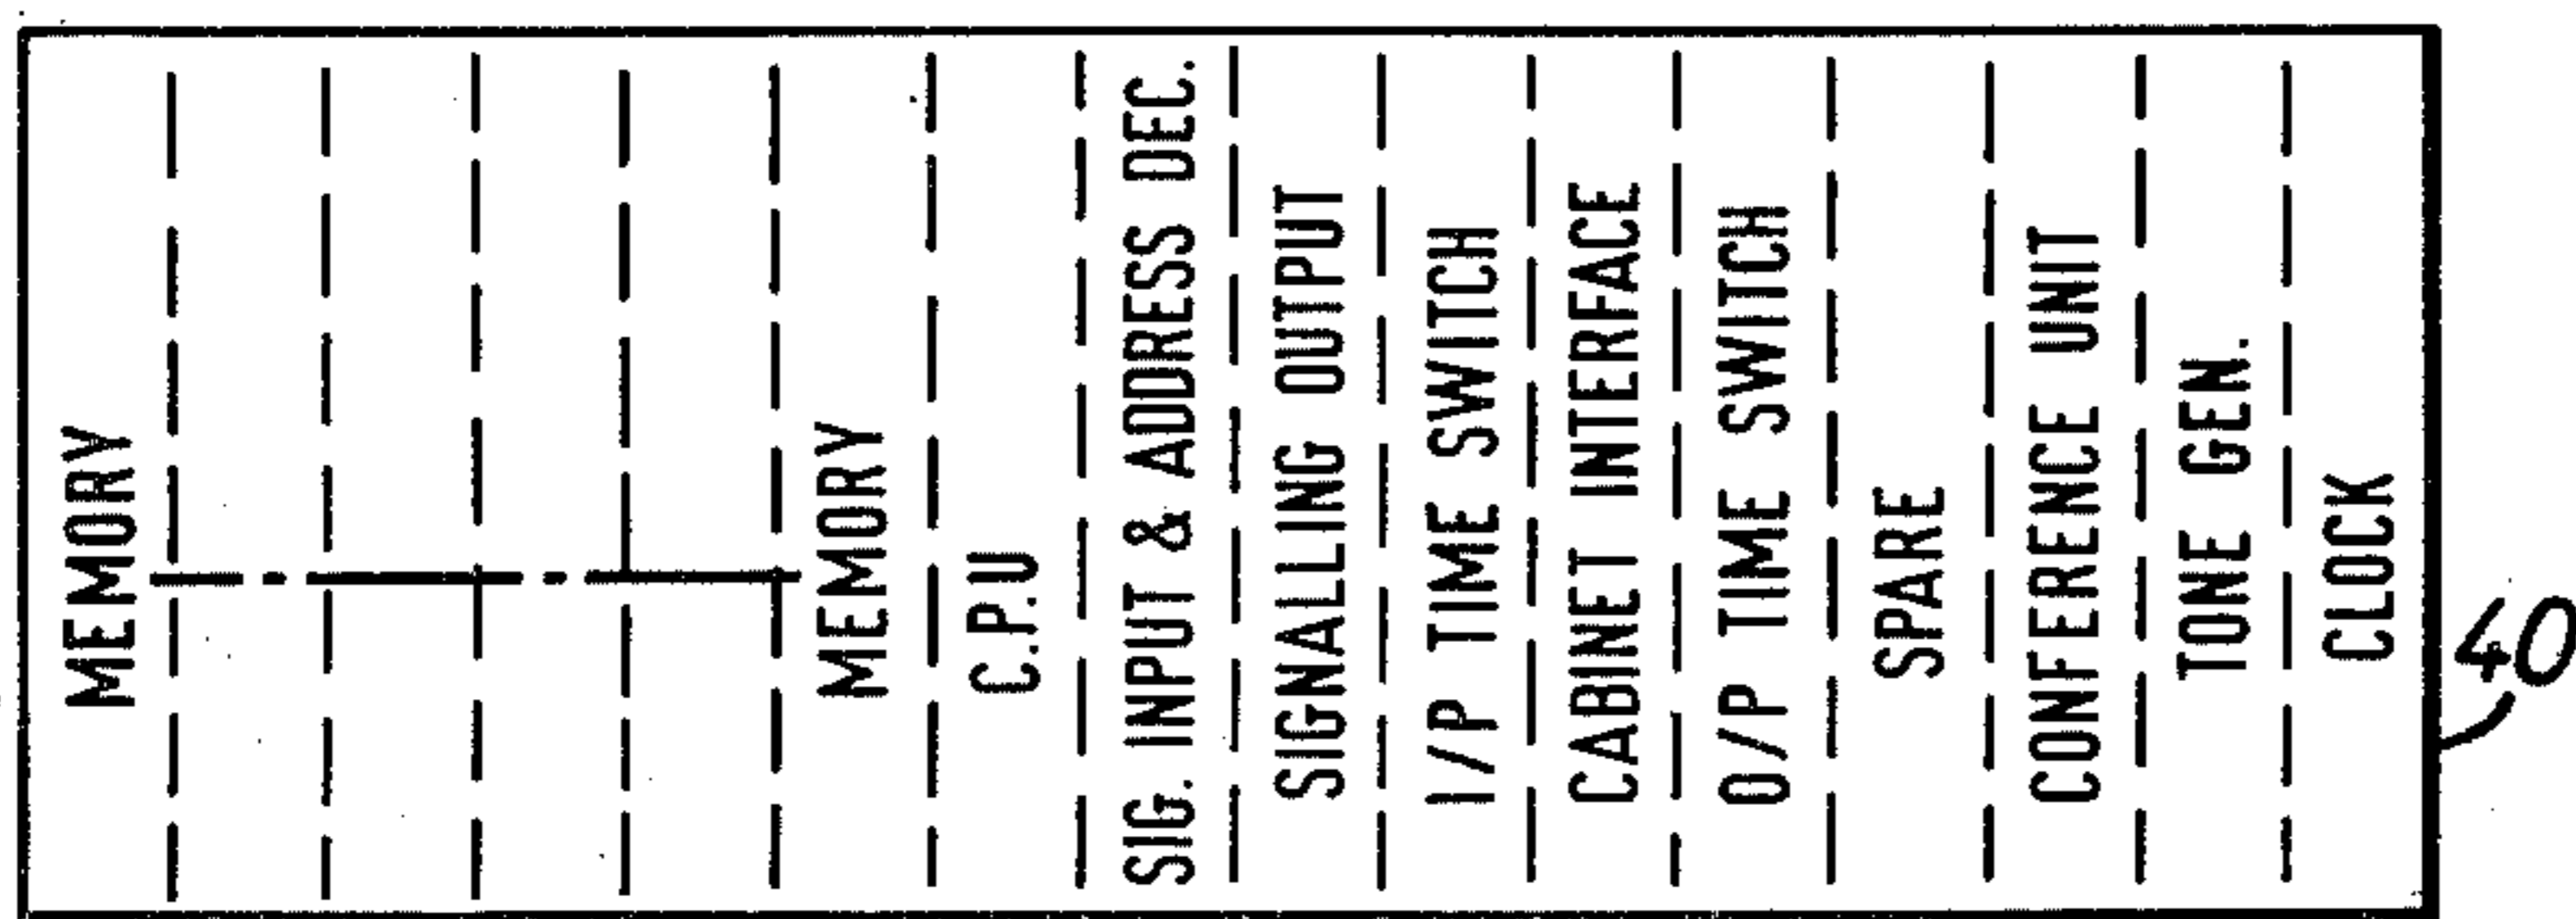 MEMORY
MEMORY
C.P.U
SIG. INPUT & ADDRESS DEC.
SIGNALLING OUTPUT
I/P TIME SWITCH
CABINET INTERFACE
O/P TIME SWITCH
SPARE
CONFERENCE UNIT
TONE GEN.
CLOCK
40